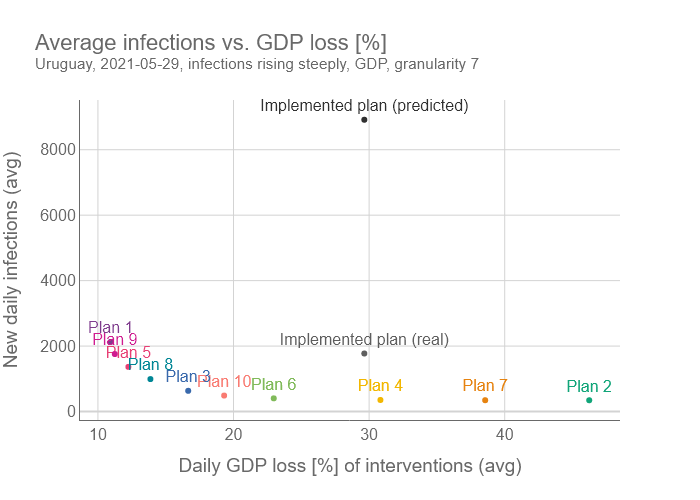 Average infections vs. GDP loss [%]
Uruguay, 2021-05-29, infections rising steeply, GDP, granularity 7
Implemented plan (predicted)
8000
6000
4000
Plan 1
Plan 9
Implemented plan (real)
2000
Plan 5
Plan 8
Plan 3
Plan 10
Plan 6
Plan 4
Plan 7
Plan 2
0
10
20
30
40
New daily infections (avg)
Daily GDP loss [%] of interventions (avg)